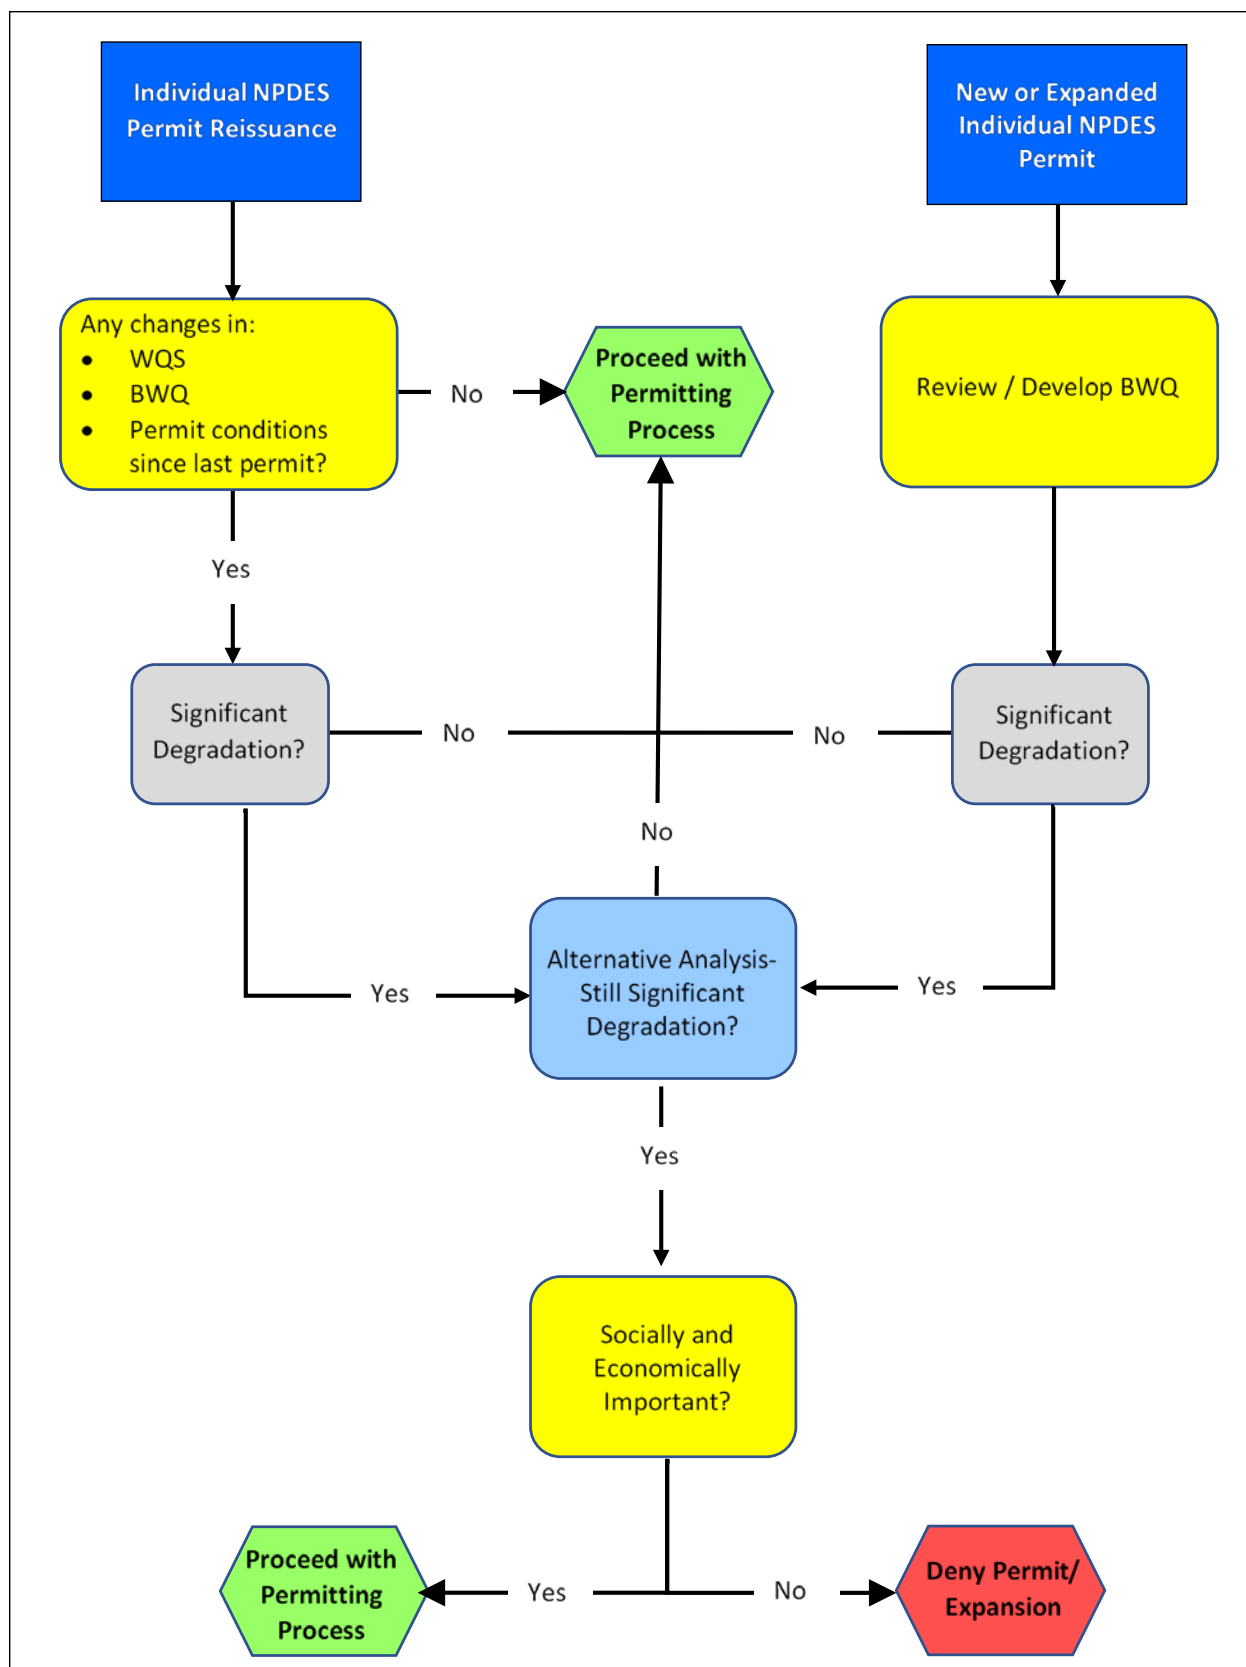 Individual NPDES
Permit Reissuance
New or Expanded
Individual NPDES
Permit
Any changes in:
• WQS
• BWQ
• Permit conditions
since last permit?
No
Proceed with
Permitting
Process
Review / Develop BWQ
Yes
Significant
Degradation?
No
No
Significant
Degradation?
No
Alternative Analysis-
Still Significant
Degradation?
Yes
Yes
Yes
Socially and
Economically
Important?
Proceed with
Permitting
Process
Yes
No
Deny Permit/
Expansion